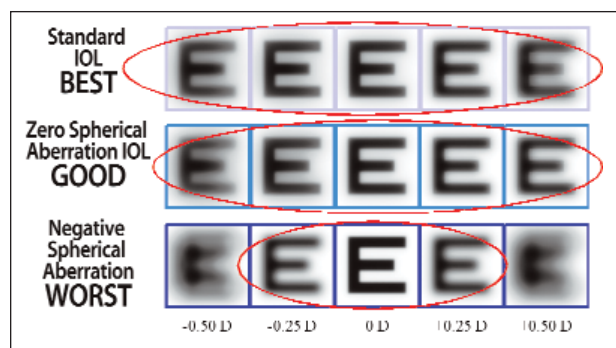 Standard
IOL
BEST
E E E E E
Zero Spherical
Aberration IOL
GOOD
E E E E E
Negative
Spherical
Aberration
WORST
E E E E E
-0.50 D -0.25 D 0 D +0.25 D +0.50 D